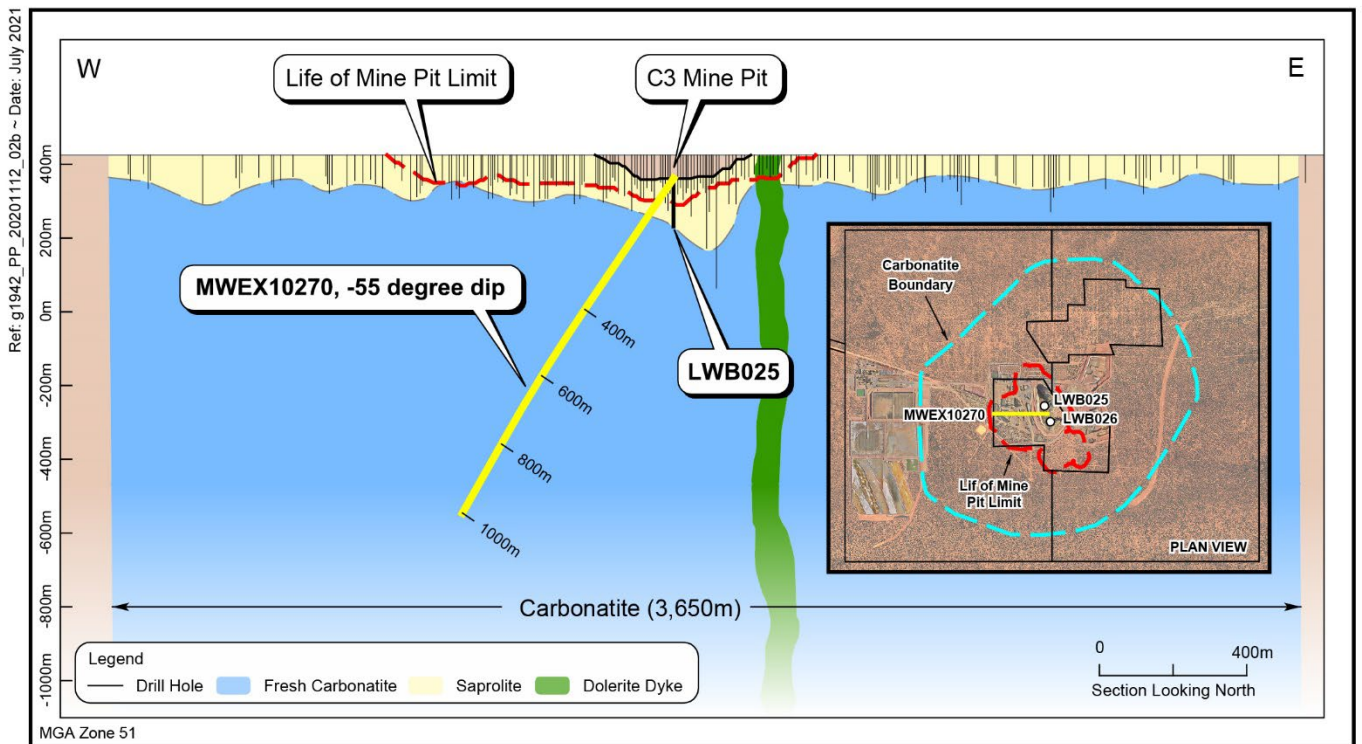 Ref: g1942_PP_20201112_02b ~ Date: July 2021
W
E
Life of Mine Pit Limit
C3 Mine Pit
400m
200m
0m
-200m
-400m
-600m
-800m
-1000m
MWEX10270, -55 degree dip
400m
600m
800m
1000m
LWB025
Carbonatite
Boundary
LWB025
MWEX10270
LWB026
Lif of Mine
Pit Limit
PLAN VIEW
Carbonatite (3,650m)
Legend
Drill Hole
Fresh Carbonatite
Saprolite
Dolerite Dyke
0
400m
Section Looking North
MGA Zone 51